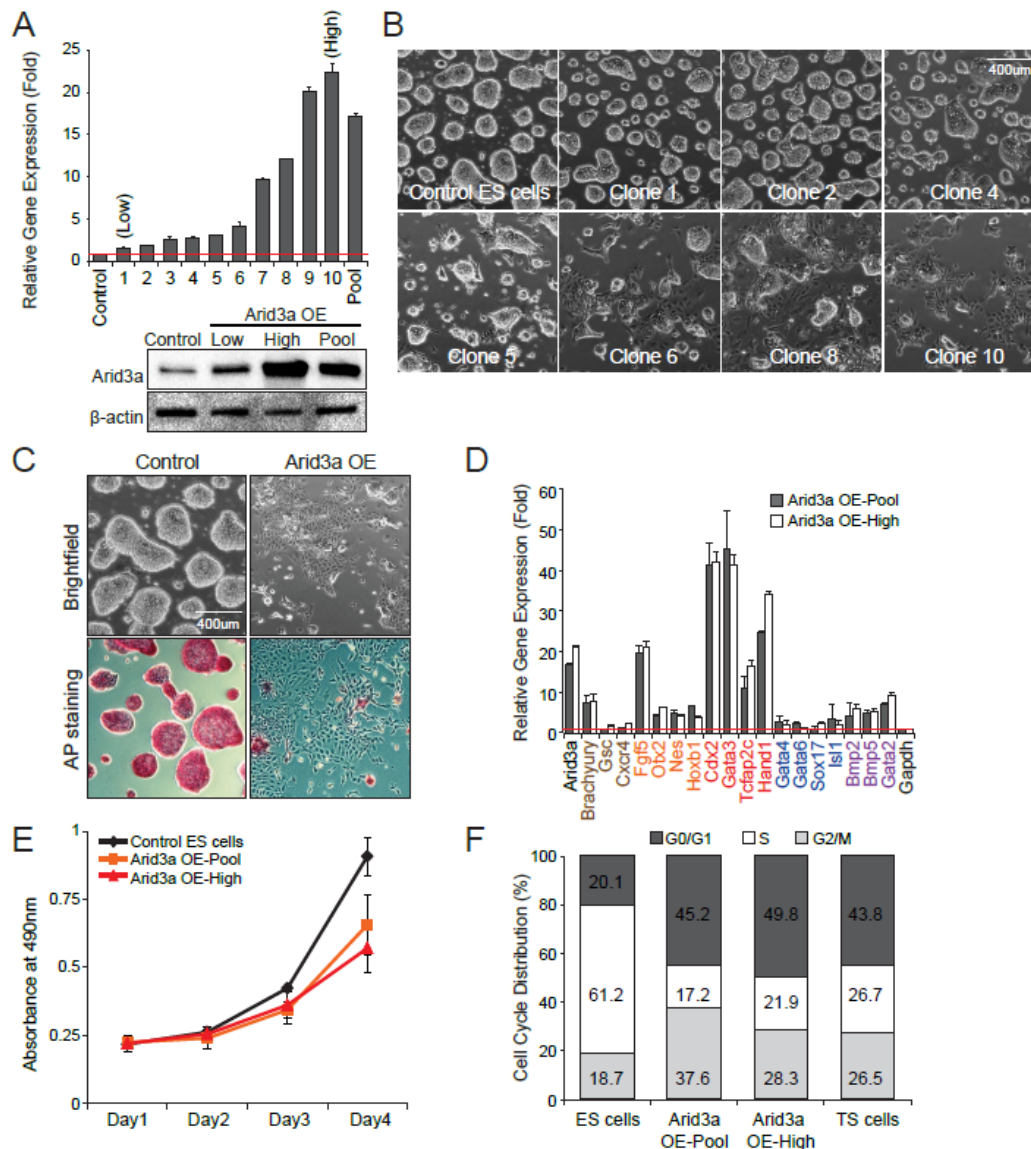 A
Relative Gene Expression (Fold)
25
20
15
10
5
0
(Low)
(High)
Control
1
2
3
4
5
6
7
8
9
10
Pool
Arid3a OE
Control Low High Pool
Arid3a
β-actin
B
400um
Control ES cells
Clone 1
Clone 2
Clone 4
Clone 5
Clone 6
Clone 8
Clone 10
C
Control
Arid3a OE
Brightfield
400um
AP staining
D
Relative Gene Expression (Fold)
60
50
40
30
20
10
0
Arid3a OE-Pool
Arid3a OE-High
Arid3a
Brachyury
Gsc
Cxcr4
Fgf5
Otx2
Nes
Hoxb1
Cdx2
Gata3
Tcfap2c
Hand1
Gata4
Gata6
Sox17
Isl1
Bmp2
Bmp5
Gata2
Gapdh
E
Absorbance at 490nm
1
0.75
0.5
0.25
0
Control ES cells
Arid3a OE-Pool
Arid3a OE-High
Day1
Day2
Day3
Day4
F
G0/G1
S
G2/M
Cell Cycle Distribution (%)
100
80
60
40
20
0
20.1
61.2
18.7
45.2
17.2
37.6
49.8
21.9
28.3
43.8
26.7
26.5
ES cells
Arid3a
OE-Pool
Arid3a
OE-High
TS cells